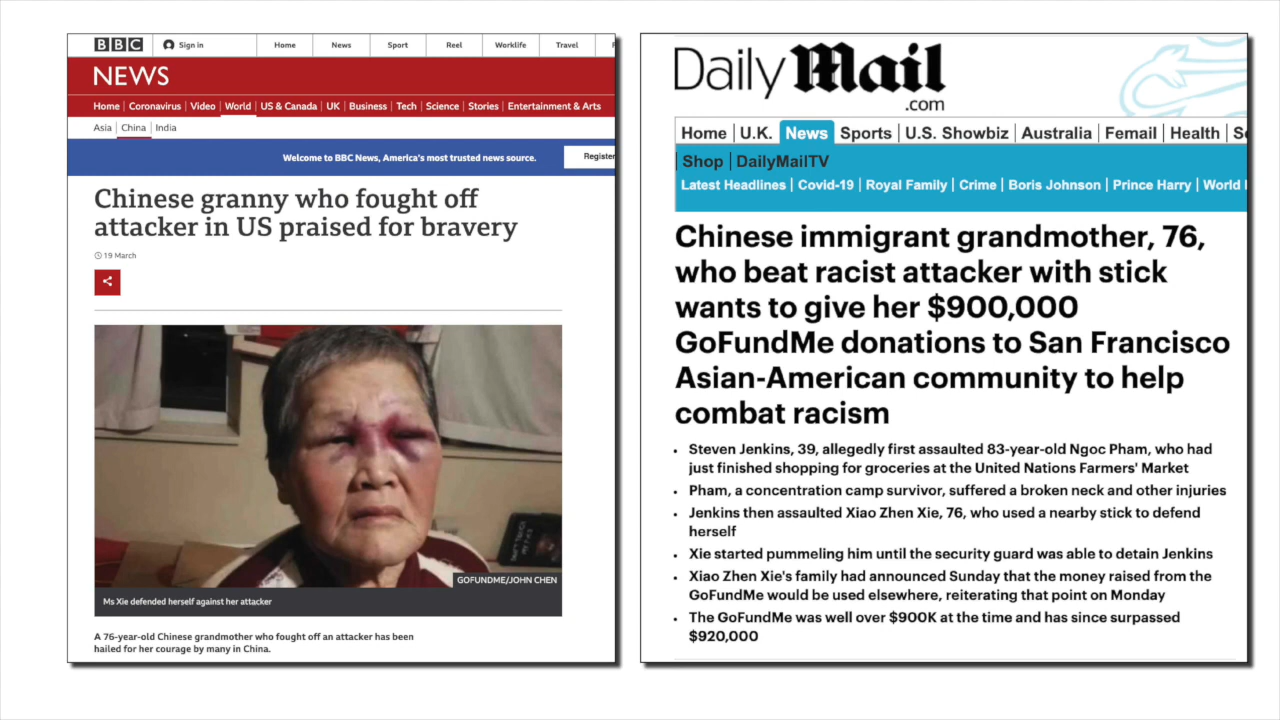 BBC
Sign in
Home
News
Sport
Reel
Worklife
Travel
NEWS
Home | Coronavirus | Video | World | US & Canada | UK | Business | Tech | Science | Stories | Entertainment & Arts
Asia | China | India
Welcome to BBC News, America's most trusted news source.
Register
Chinese granny who fought off
attacker in US praised for bravery
19 March
GOFUNDME/JOHN CHEN
Ms Xie defended herself against her attacker
A 76-year-old Chinese grandmother who fought off an attacker has been
hailed for her courage by many in China.
Daily Mail
.com
Home | U.K. | News | Sports | U.S. Showbiz | Australia | Femail | Health
Shop | DailyMailTV
Latest Headlines | Covid-19 | Royal Family | Crime | Boris Johnson | Prince Harry | World
Chinese immigrant grandmother, 76,
who beat racist attacker with stick
wants to give her $900,000
GoFundMe donations to San Francisco
Asian-American community to help
combat racism
• Steven Jenkins, 39, allegedly first assaulted 83-year-old Ngoc Pham, who had
just finished shopping for groceries at the United Nations Farmers' Market
• Pham, a concentration camp survivor, suffered a broken neck and other injuries
• Jenkins then assaulted Xiao Zhen Xie, 76, who used a nearby stick to defend
herself
• Xie started pummeling him until the security guard was able to detain Jenkins
• Xiao Zhen Xie's family had announced Sunday that the money raised from the
GoFundMe would be used elsewhere, reiterating that point on Monday
• The GoFundMe was well over $900K at the time and has since surpassed
$920,000